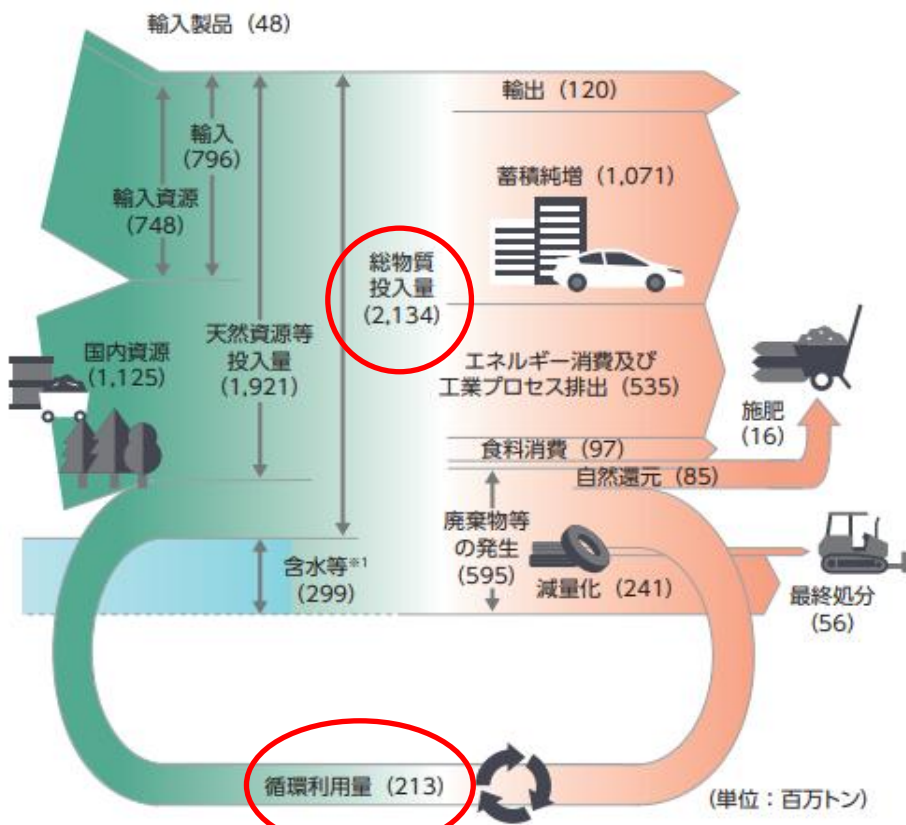 輸入製品（48）
輸出（120）
輸入
（796）
蓄積純増（1,071）
輸入資源
（748）
総物質
投入量
（2,134）
国内資源
（1,125）
天然資源等
投入量
（1,921）
エネルギー消費及び
工業プロセス排出（535）
施肥
（16）
食料消費（97）
自然還元（85）
廃棄物等
の発生
（595）
含水等※1
（299）
減量化（241）
最終処分
（56）
循環利用量（213）
（単位：百万トン）